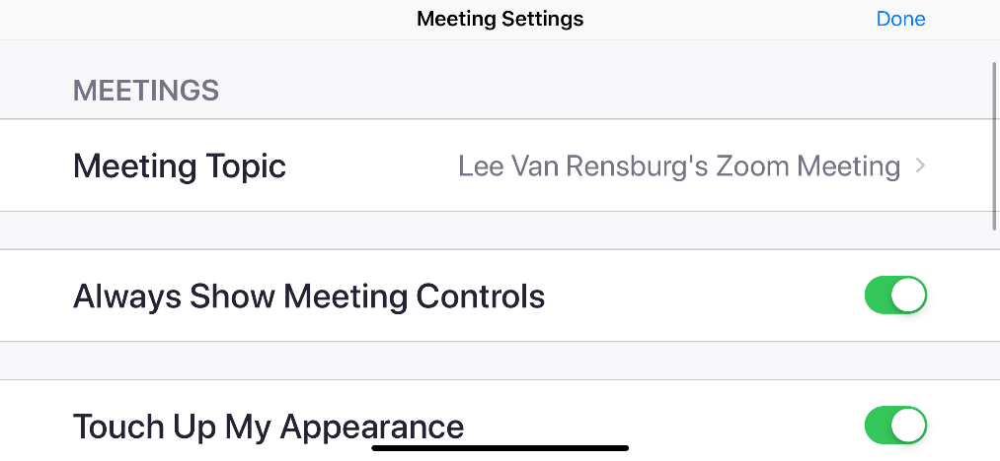 Meeting Settings
Done
MEETINGS
Meeting Topic
Lee Van Rensburg's Zoom Meeting
Always Show Meeting Controls
Touch Up My Appearance